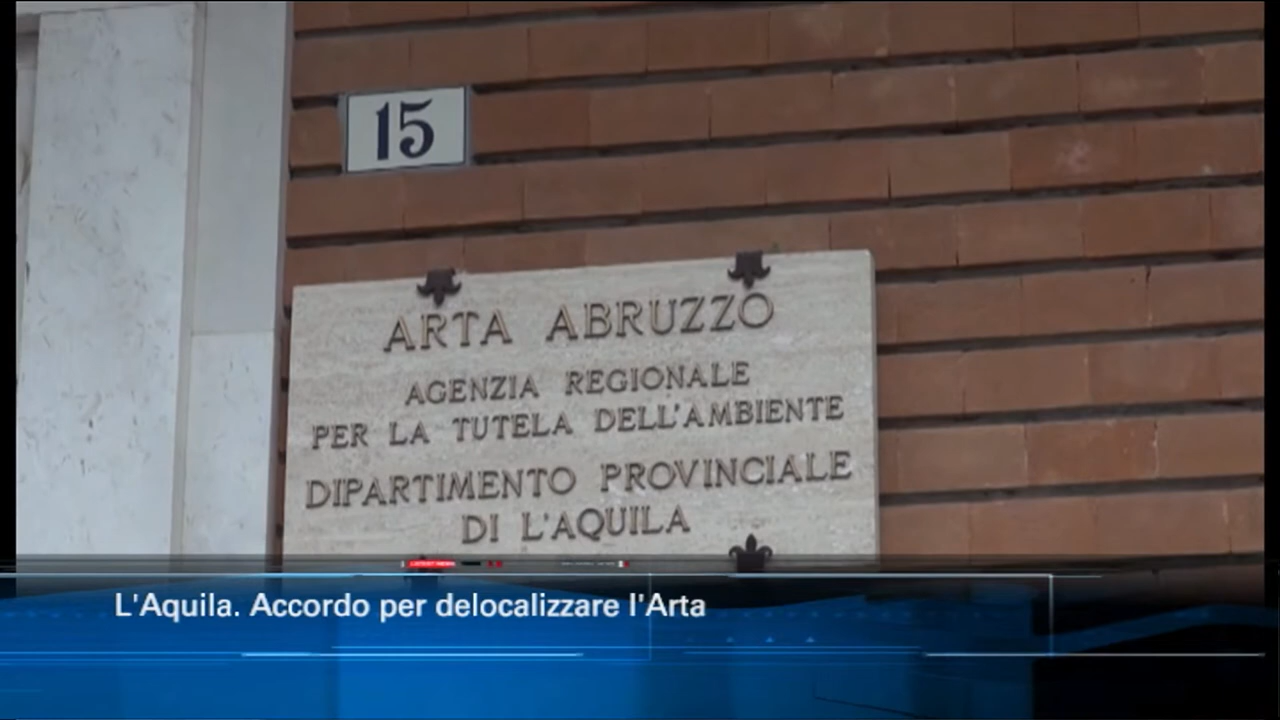 15
ARTA ABRUZZO
AGENZIA REGIONALE
PER LA TUTELA DELL'AMBIENTE
DIPARTIMENTO PROVINCIALE
DI L'AQUILA
L'Aquila. Accordo per delocalizzare l'Arta